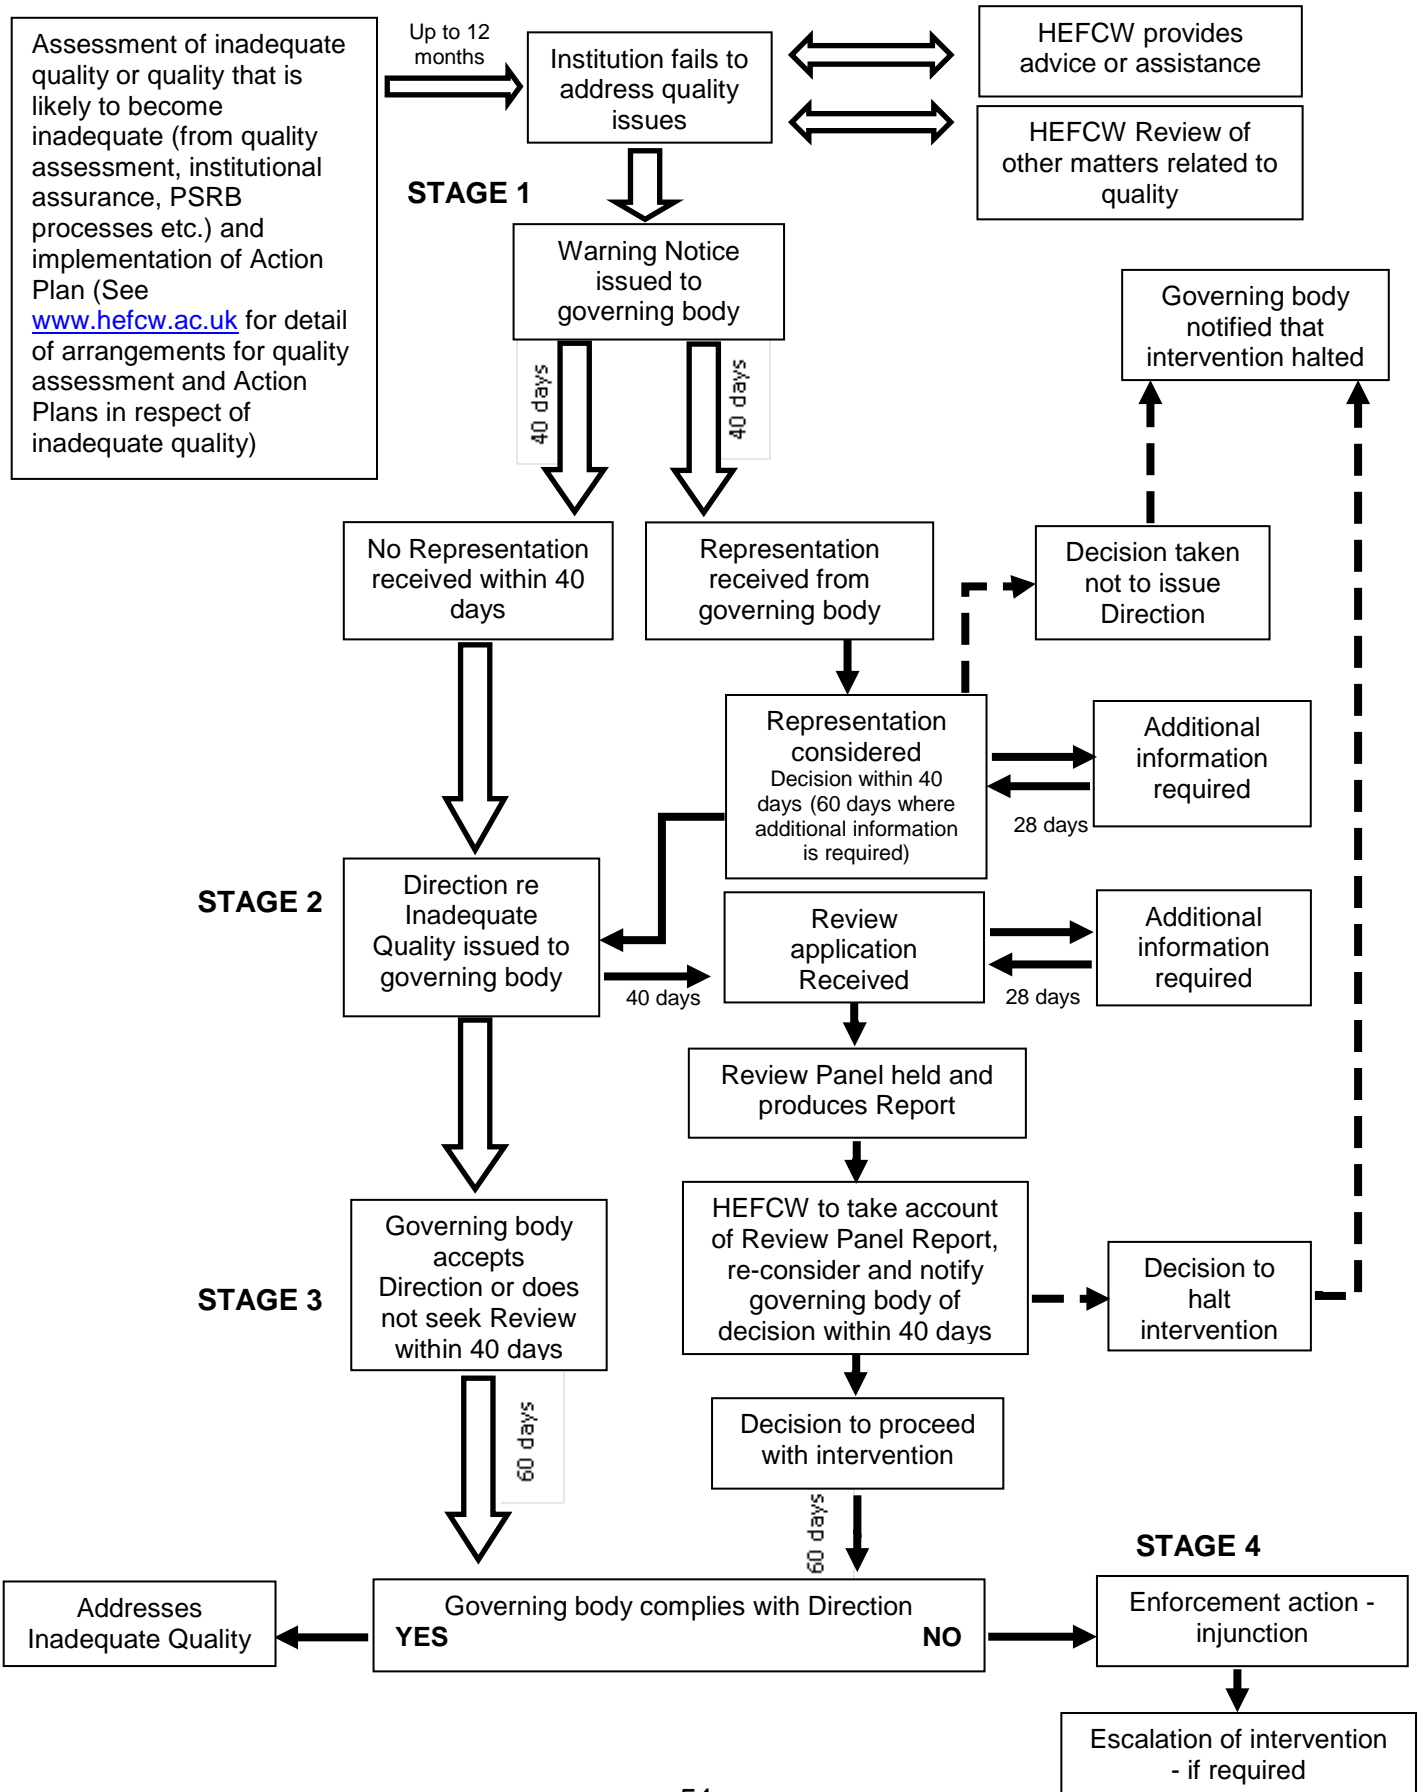 Assessment of inadequate
quality or quality that is
likely to become
inadequate (from quality
assessment, institutional
assurance, PSRB
processes etc.) and
implementation of Action
Plan (See
www.hefcw.ac.uk for detail
of arrangements for quality
assessment and Action
Plans in respect of
inadequate quality)
Up to 12
months
Institution fails to
address quality
issues
HEFCW provides
advice or assistance
HEFCW Review of
other matters related to
quality
STAGE 1
Warning Notice
issued to
governing body
Governing body
notified that
intervention halted
40 days
40 days
No Representation
received within 40
days
Representation
received from
governing body
Decision taken
not to issue
Direction
Representation
considered
Decision within 40
days (60 days where
additional information
is required)
Additional
information
required
28 days
STAGE 2
Direction re
Inadequate
Quality issued to
governing body
40 days
Review
application
Received
Additional
information
required
28 days
Review Panel held and
produces Report
STAGE 3
Governing body
accepts
Direction or does
not seek Review
within 40 days
HEFCW to take account
of Review Panel Report,
re-consider and notify
governing body of
decision within 40 days
Decision to
halt
intervention
60 days
Decision to proceed
with intervention
60 days
STAGE 4
Addresses
Inadequate Quality
Governing body complies with Direction
YES NO
Enforcement action -
injunction
Escalation of intervention
- if required